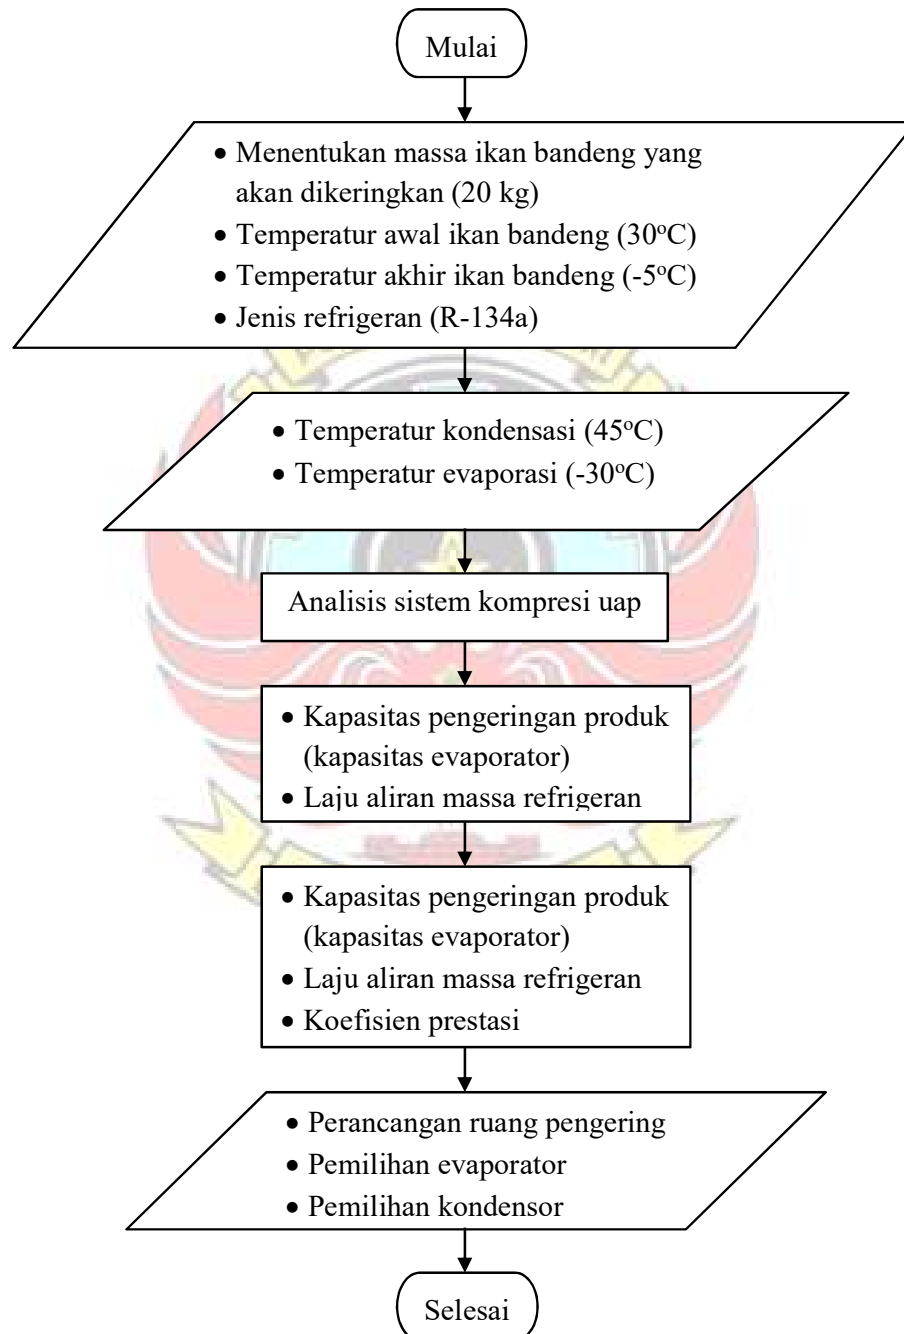 Mulai
• Menentukan massa ikan bandeng yang
akan dikeringkan (20 kg)
• Temperatur awal ikan bandeng (30°C)
• Temperatur akhir ikan bandeng (-5°C)
• Jenis refrigeran (R-134a)
• Temperatur kondensasi (45°C)
• Temperatur evaporasi (-30°C)
Analisis sistem kompresi uap
• Kapasitas pengeringan produk
(kapasitas evaporator)
• Laju aliran massa refrigeran
• Kapasitas pengeringan produk
(kapasitas evaporator)
• Laju aliran massa refrigeran
• Koefisien prestasi
• Perancangan ruang pengering
• Pemilihan evaporator
• Pemilihan kondensor
Selesai